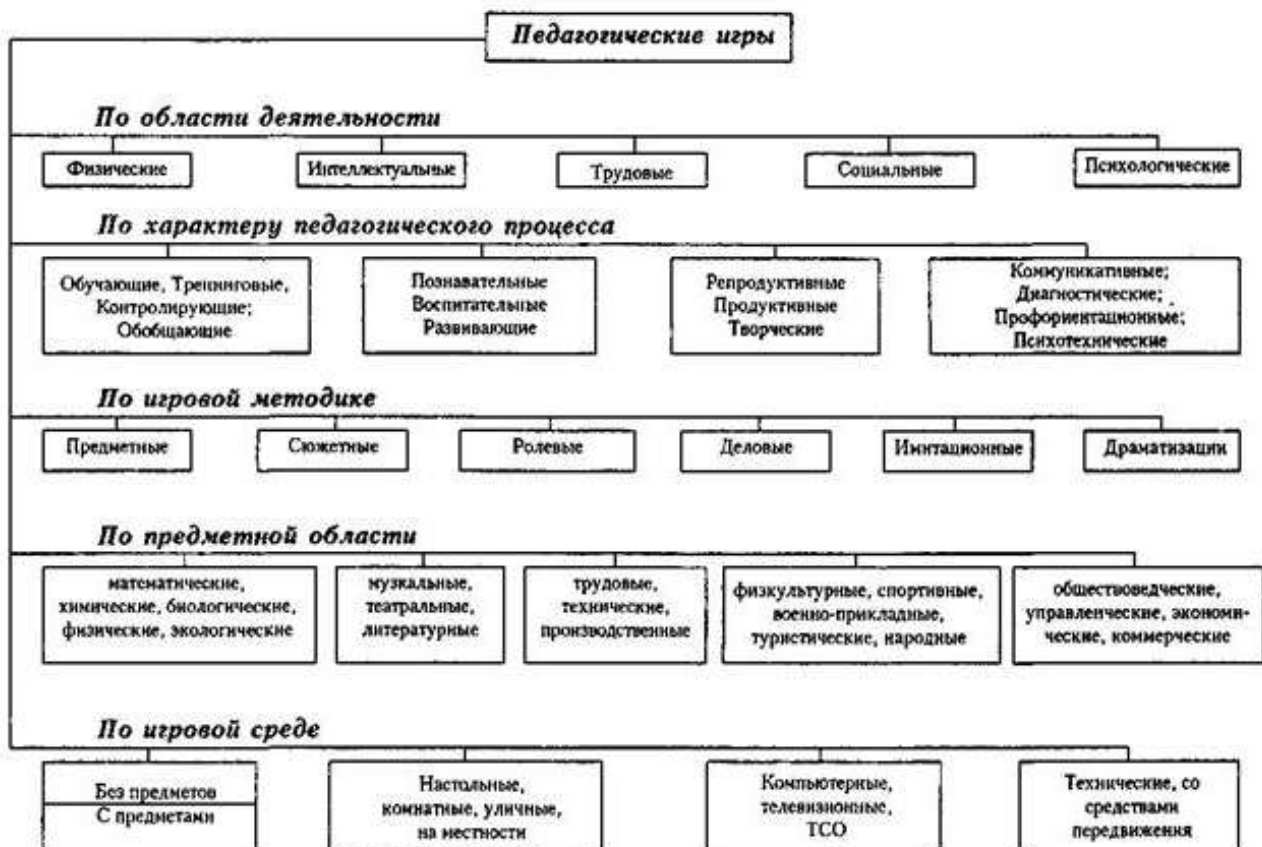 Педагогические игры
По области деятельности
Физические
Интеллектуальные
Трудовые
Социальные
Психологические
По характеру педагогического процесса
Обучающие, Тренинговые,
Контролирующие;
Обобщающие
Познавательные
Воспитательные
Развивающие
Репродуктивные
Продуктивные
Творческие
Коммуникативные;
Диагностические;
Профориентационные;
Психотехнические
По игровой методике
Предметные
Сюжетные
Ролевые
Деловые
Имитационные
Драматизации
По предметной области
математические,
химические, биологические,
физические, экологические
музкальные,
театральные,
литературные
трудовые,
технические,
производственные
физкультурные, спортивные,
военно-прикладные,
туристические, народные
обществоведческие,
управленческие, экономи-
ческие, коммерческие
По игровой среде
Без предметов
С предметами
Настольные,
комнатные, уличные,
на местности
Компьютерные,
телевизионные,
ТСО
Технические, со
средствами
передвижения